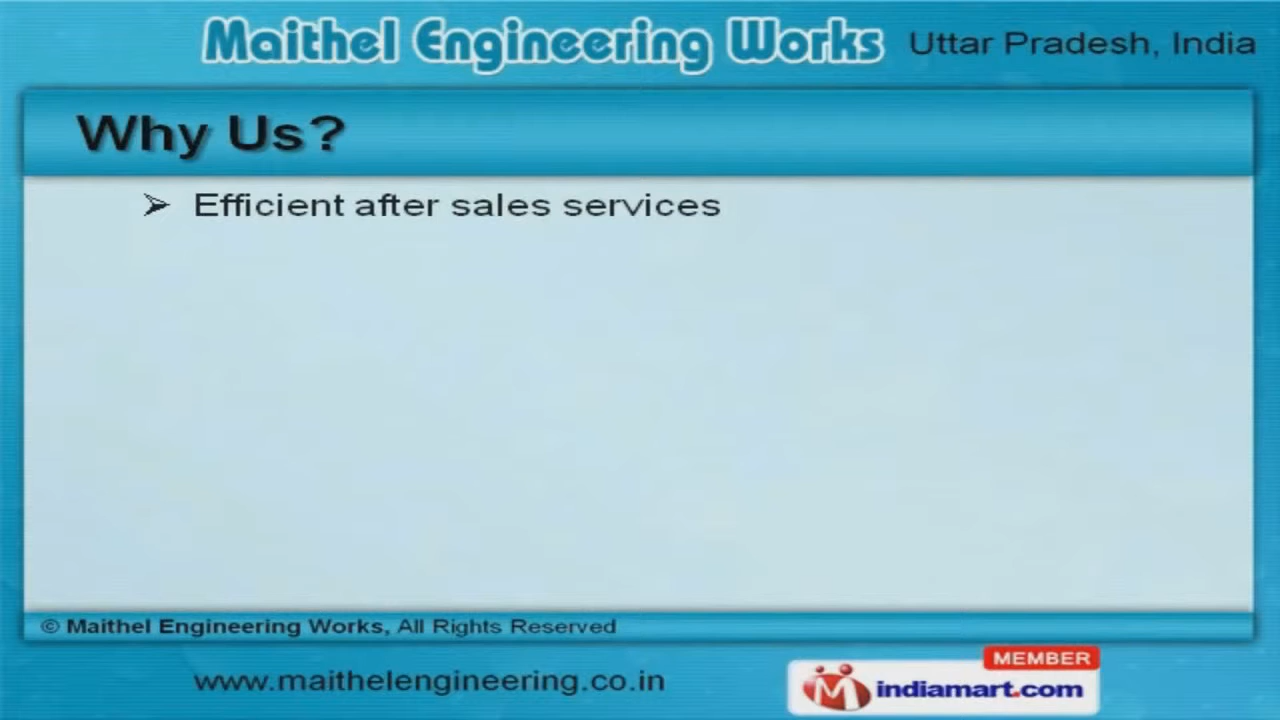 Maithel Engineering Works
Uttar Pradesh, India
Why Us?
➢ Efficient after sales services
© Maithel Engineering Works, All Rights Reserved
www.maithelengineering.co.in
MEMBER
indiamart.com